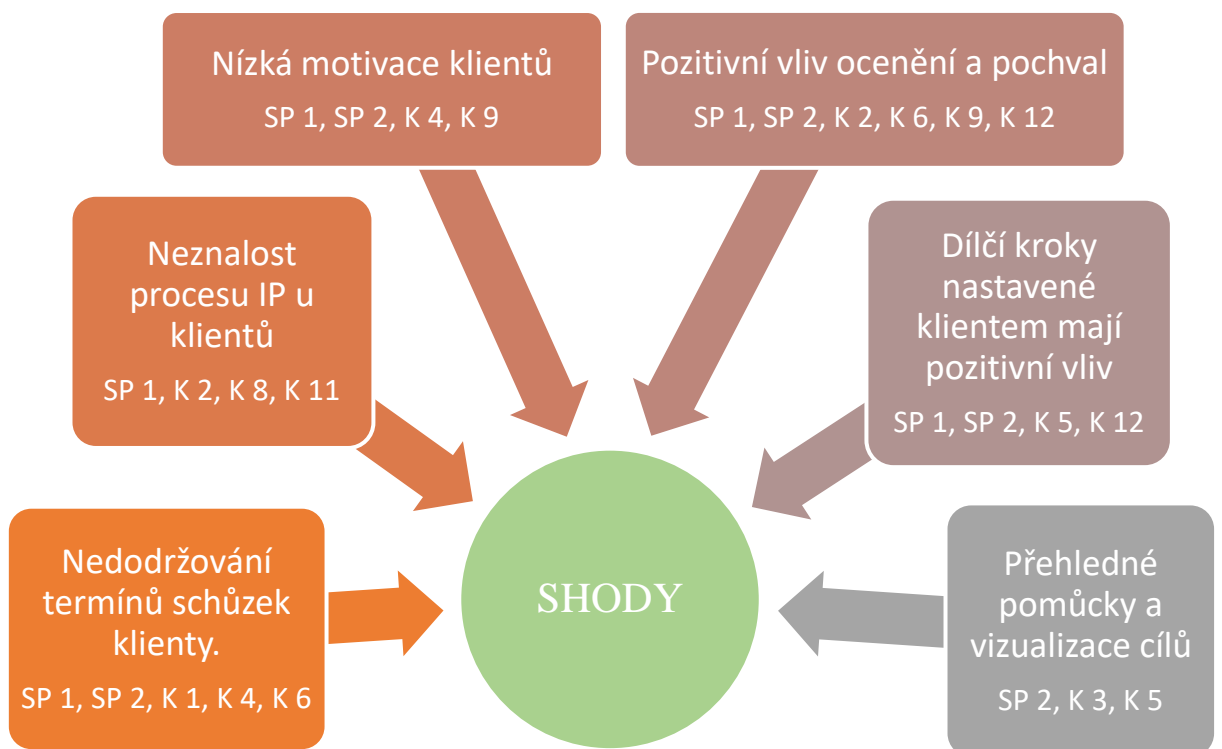 Nízká motivace klientů
SP 1, SP 2, K 4, K 9
Pozitivní vliv ocenění a pochval
SP 1, SP 2, K 2, K 6, K 9, K 12
Neznalost
procesu IP u
klientů
SP 1, K 2, K 8, K 11
Dílčí kroky
nastavené
klientem mají
pozitivní vliv
SP 1, SP 2, K 5, K 12
Nedodržování
termínů schůzek
klienty.
SP 1, SP 2, K 1, K 4, K 6
SHODY
Přehledné
pomůcky a
vizualizace cílů
SP 2, K 3, K 5